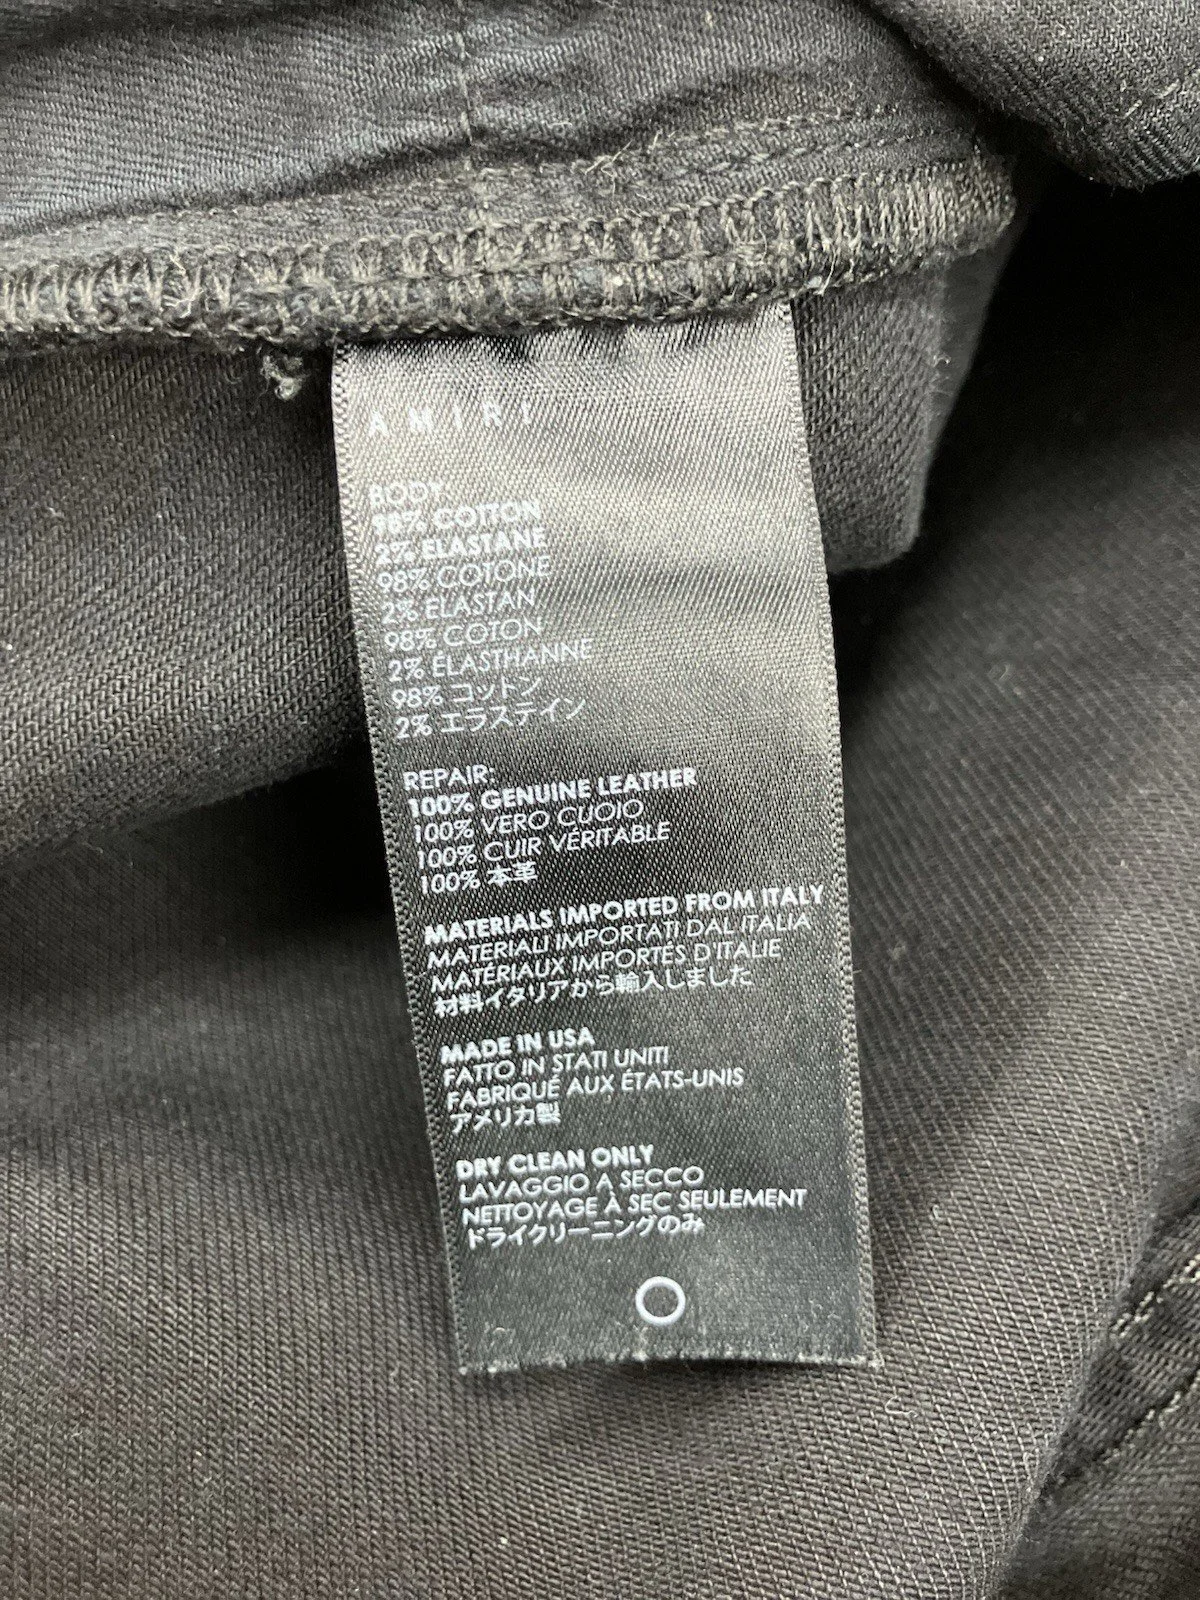 AMIRI
BODY:
98% COTTON
2% ELASTANE
98% COTONE
2% ELASTAN
98% COTON
2% ÉLASTHANNE
98% コットン
2% エラステイン
REPAIR:
100% GENUINE LEATHER
100% VERO CUOIO
100% CUIR VÉRITABLE
100% 本革
MATERIALS IMPORTED FROM ITALY
MATERIALI IMPORTATI DAL ITALIA
MATÉRIAUX IMPORTÉS D'ITALIE
材料イタリアから輸入しました
MADE IN USA
FATTO IN STATI UNITI
FABRIQUÉ AUX ÉTATS-UNIS
アメリカ製
DRY CLEAN ONLY
LAVAGGIO A SECCO
NETTOYAGE À SEC SEULEMENT
ドライクリーニングのみ